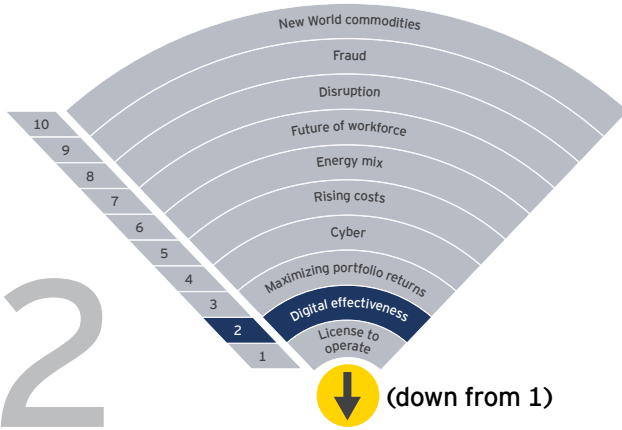 New World commodities
Fraud
Disruption
Future of workforce
Energy mix
Rising costs
Cyber
Maximizing portfolio returns
Digital effectiveness
License to
operate
10
9
8
7
6
5
4
3
2
1
2
(down from 1)